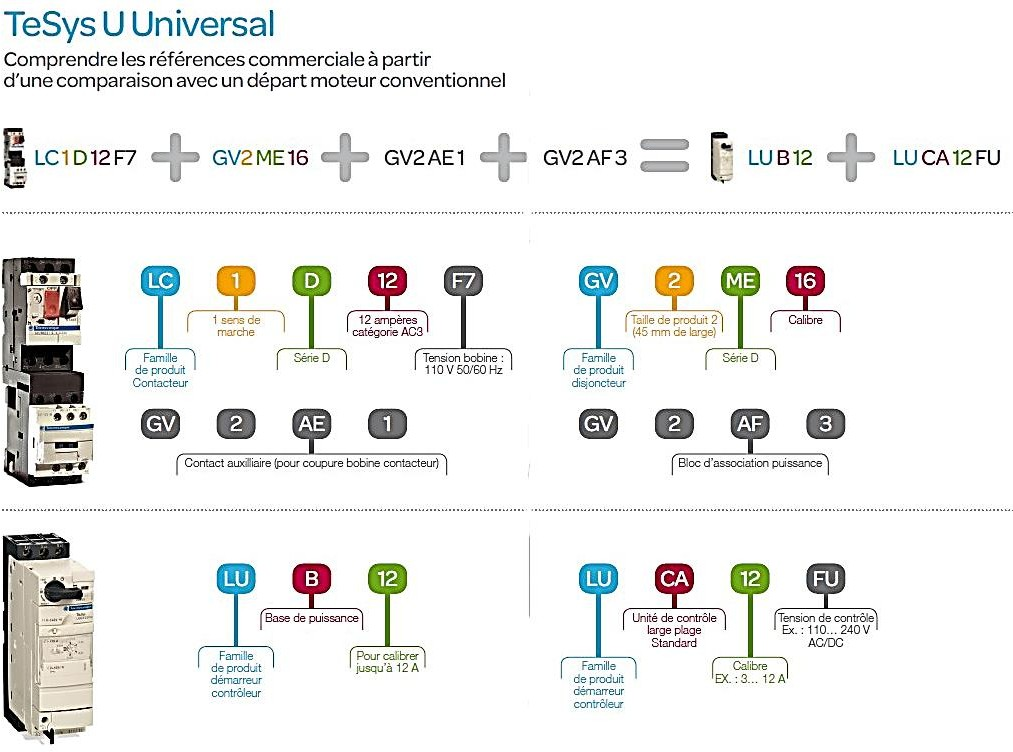 TeSys U Universal
Comprendre les références commerciale à partir
d'une comparaison avec un départ moteur conventionnel
LC1D12F7 + GV2ME16 + GV2AE1 + GV2AF3 = LUB12 + LUCA12FU
LC 1 D 12 F7
1 sens de
marche
12 ampères
catégorie AC3
Famille
de produit
Contacteur
Série D
Tension bobine :
110 V 50/60 Hz
GV 2 ME 16
Taille de produit 2
(45 mm de large)
Calibre
Famille
de produit
disjoncteur
Série D
GV 2 AE 1
Contact auxilliaire (pour coupure bobine contacteur)
GV 2 AF 3
Bloc d'association puissance
LU B 12
Base de puissance
Famille
de produit
démarreur
contrôleur
Pour calibrer
jusqu'à 12 A
LU CA 12 FU
Unité de contrôle
large plage
Standard
Tension de contrôle
Ex. : 110... 240 V
AC/DC
Famille
de produit
démarreur
contrôleur
Calibre
EX. : 3... 12 A